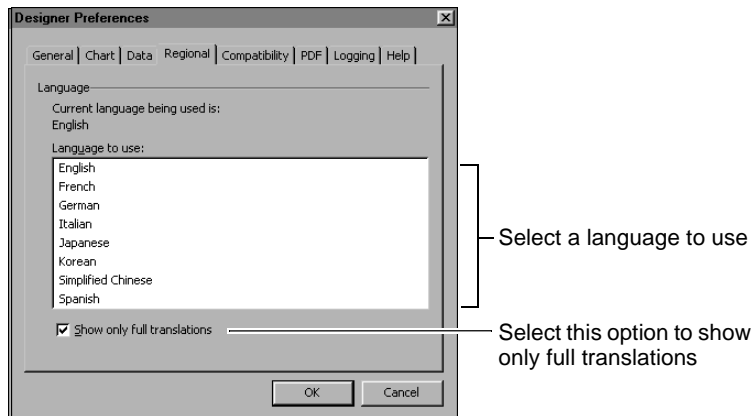 Designer Preferences
General Chart Data Regional Compatibility PDF Logging Help
Language
Current language being used is:
English
Language to use:
English
French
German
Italian
Japanese
Korean
Simplified Chinese
Spanish
Select a language to use
Show only full translations
Select this option to show
only full translations
OK Cancel